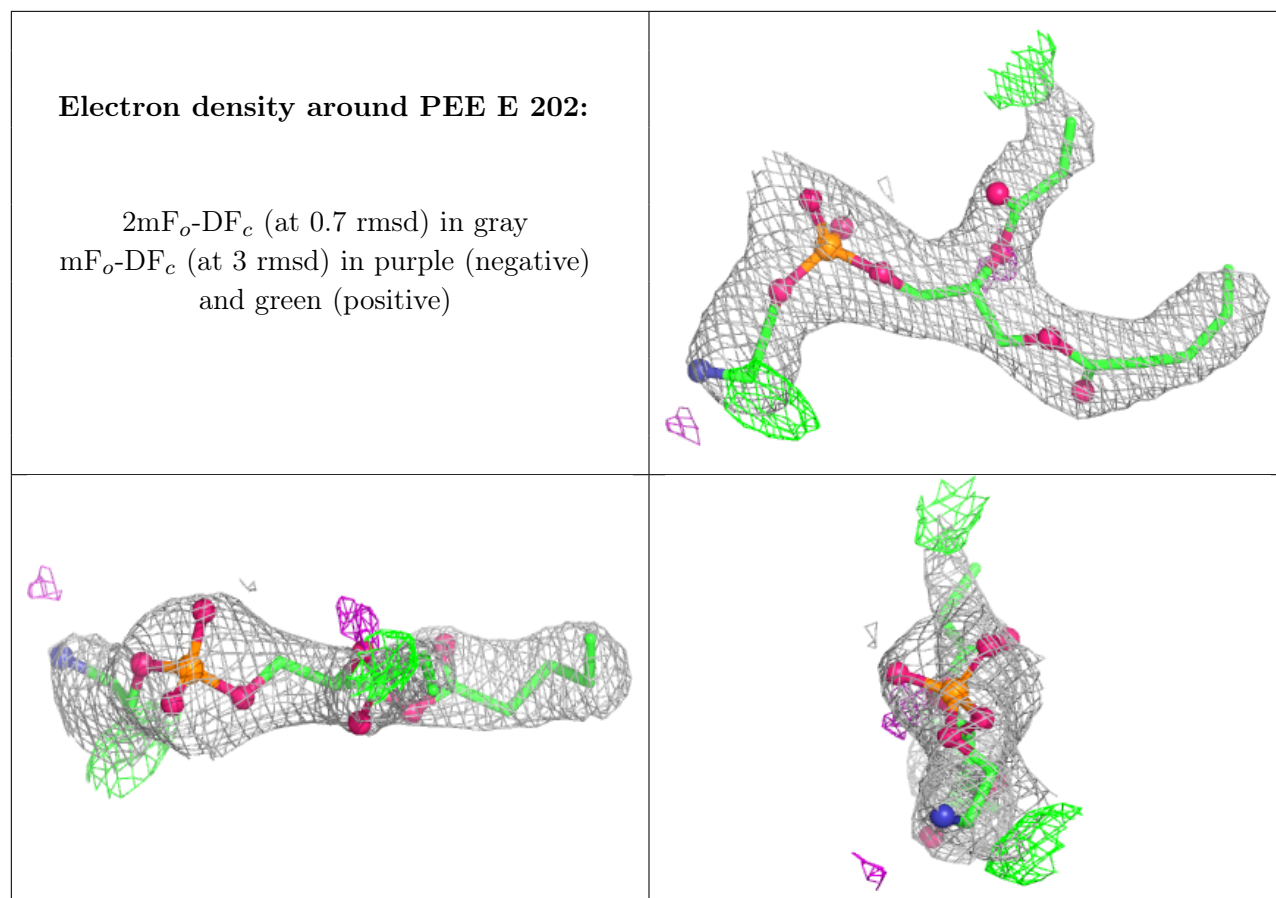 Electron density around PEE E 202:
2mFo-DFc (at 0.7 rmsd) in gray
mFo-DFc (at 3 rmsd) in purple (negative)
and green (positive)